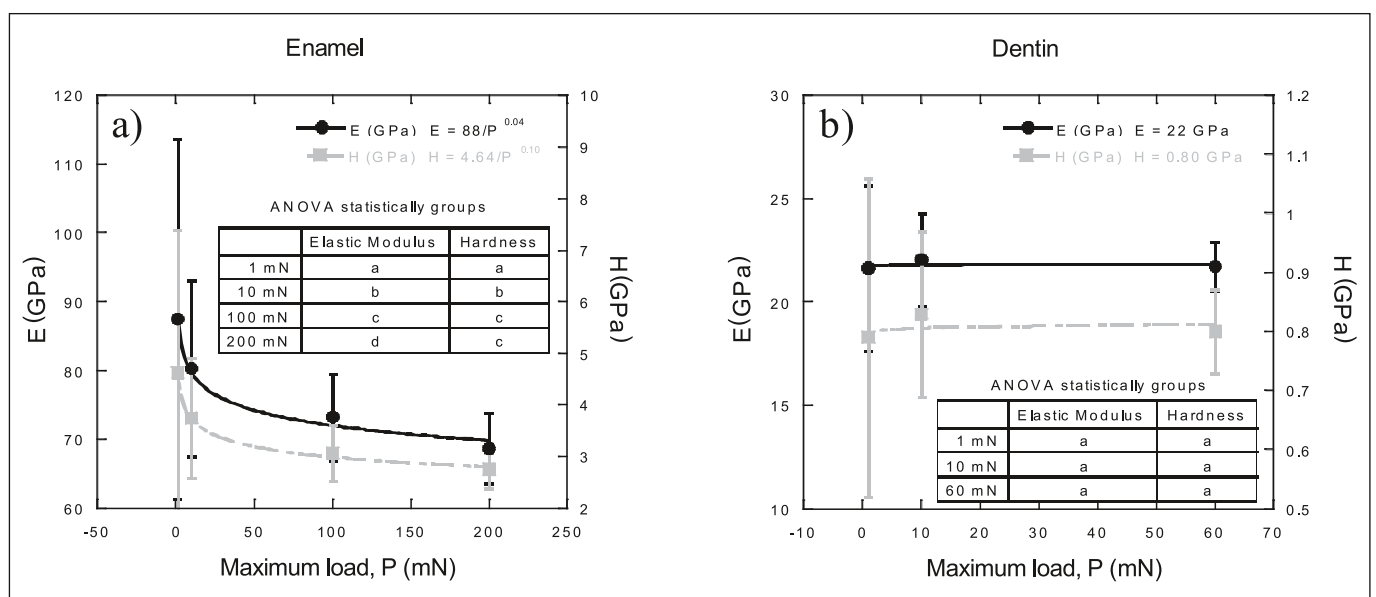 Enamel
120
110
100
90
80
70
60
E(GPa)
a)
E (GPa) E = 88/P 0.04
H (GPa) H = 4.64/P 0.10
ANOVA statistically groups
Elastic Modulus Hardness
1 mN a a
10 mN b b
100 mN c c
200 mN d c
10
9
8
7
6
5
4
3
2
H(GPa)
-50 0 50 100 150 200 250
Maximum load, P (mN)
Dentin
30
25
20
15
10
E(GPa)
b)
E (GPa) E = 22 GPa
H (GPa) H = 0.80 GPa
ANOVA statistically groups
Elastic Modulus Hardness
1 mN a a
10 mN a a
60 mN a a
1.2
1.1
1
0.9
0.8
0.7
0.6
0.5
H(GPa)
-10 0 10 20 30 40 50 60 70
Maximum load, P (mN)